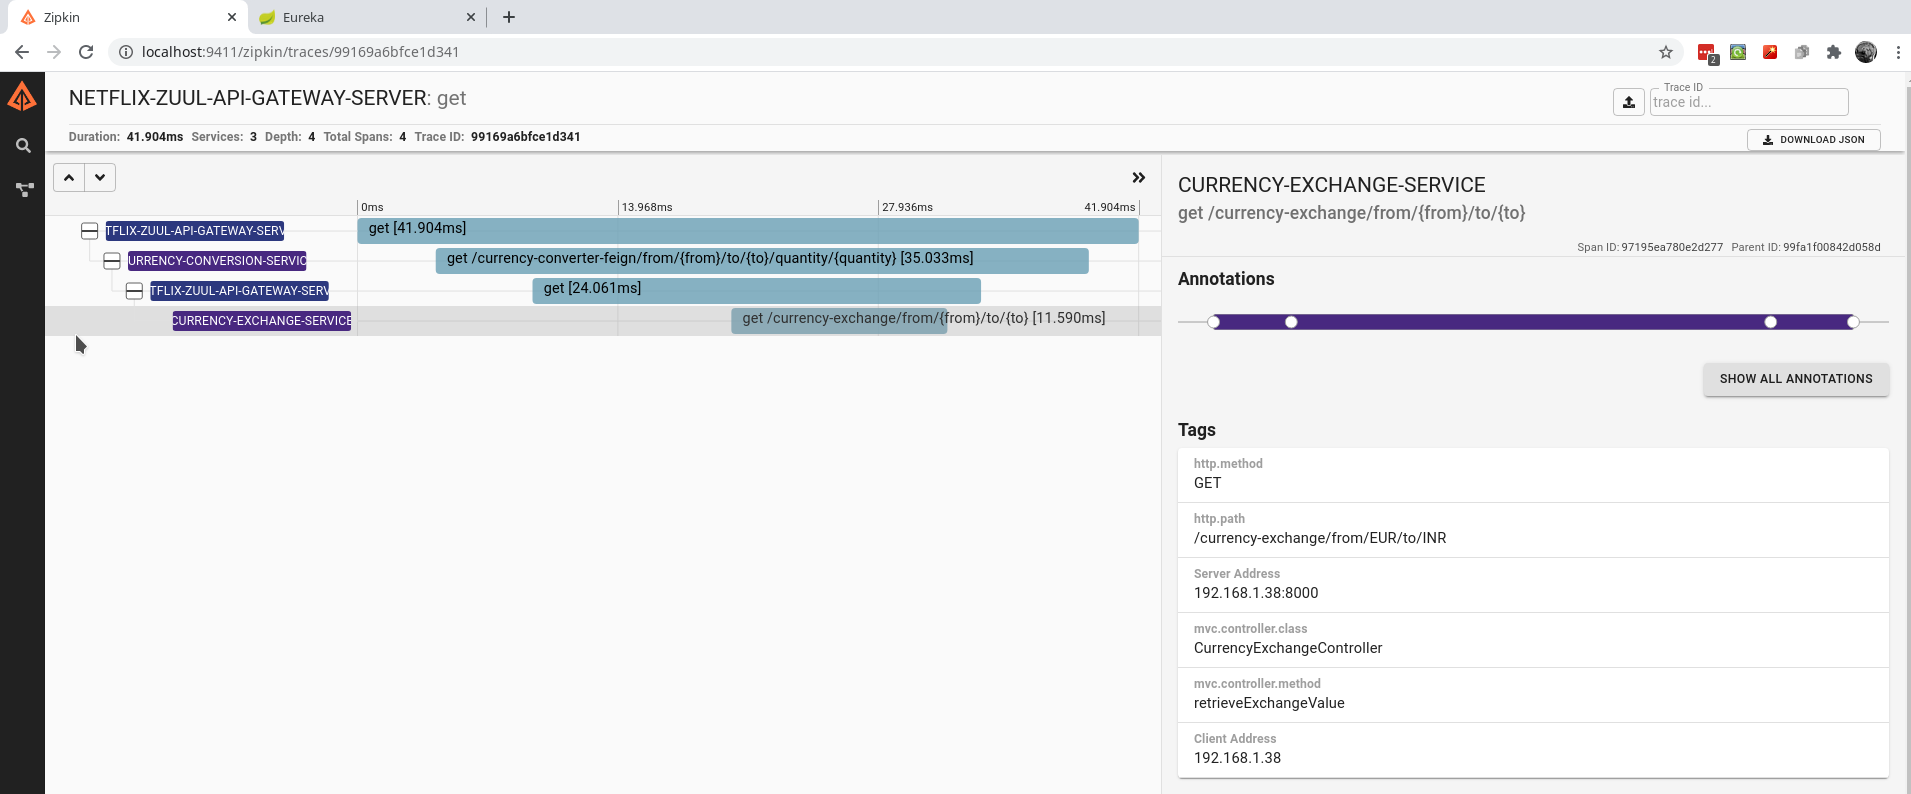 Zipkin
Eureka
localhost:9411/zipkin/traces/99169a6bfce1d341
2
NETFLIX-ZUUL-API-GATEWAY-SERVER: get
Trace ID
trace id...
Duration: 41.904ms Services: 3 Depth: 4 Total Spans: 4 Trace ID: 99169a6bfce1d341
DOWNLOAD JSON
0ms 13.968ms 27.936ms 41.904ms
TFLIX-ZUUL-API-GATEWAY-SERV get [41.904ms]
URRENCY-CONVERSION-SERVIC get /currency-converter-feign/from/{from}/to/{to}/quantity/{quantity} [35.033ms]
TFLIX-ZUUL-API-GATEWAY-SERV get [24.061ms]
CURRENCY-EXCHANGE-SERVICE get /currency-exchange/from/{from}/to/{to} [11.590ms]
CURRENCY-EXCHANGE-SERVICE
get /currency-exchange/from/{from}/to/{to}
Span ID: 97195ea780e2d277 Parent ID: 99fa1f00842d058d
Annotations
SHOW ALL ANNOTATIONS
Tags
http.method
GET
http.path
/currency-exchange/from/EUR/to/INR
Server Address
192.168.1.38:8000
mvc.controller.class
CurrencyExchangeController
mvc.controller.method
retrieveExchangeValue
Client Address
192.168.1.38